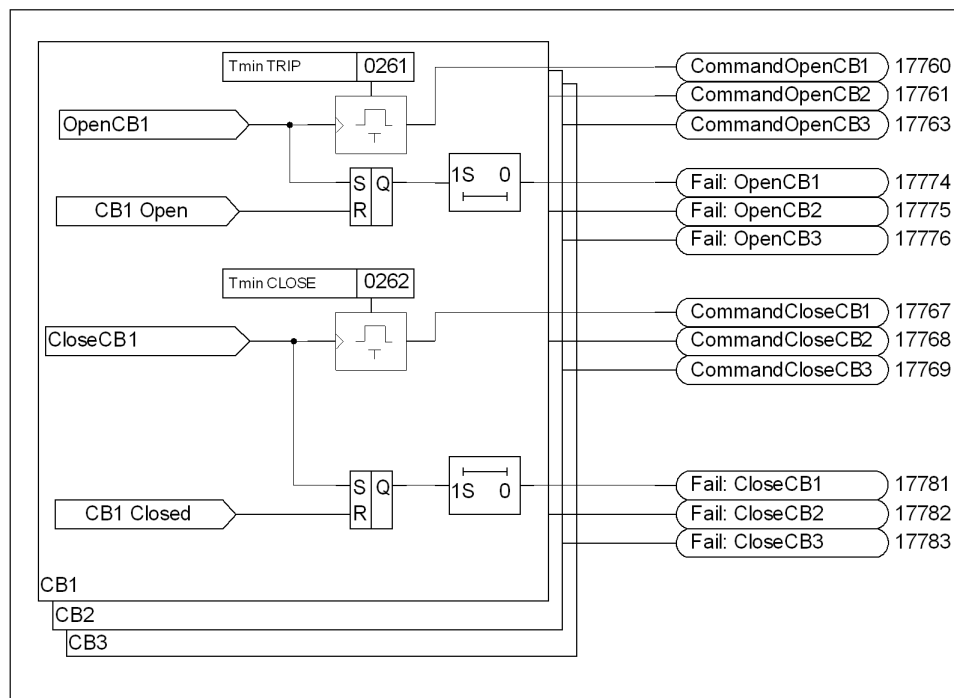 Tmin TRIP 0261
CommandOpenCB1 17760
CommandOpenCB2 17761
OpenCB1
CommandOpenCB3 17763
T
S Q
R
1S 0
Fail: OpenCB1 17774
CB1 Open
Fail: OpenCB2 17775
Fail: OpenCB3 17776
Tmin CLOSE 0262
CommandCloseCB1 17767
CloseCB1
CommandCloseCB2 17768
T
CommandCloseCB3 17769
S Q
R
1S 0
Fail: CloseCB1 17781
CB1 Closed
Fail: CloseCB2 17782
Fail: CloseCB3 17783
CB1
CB2
CB3